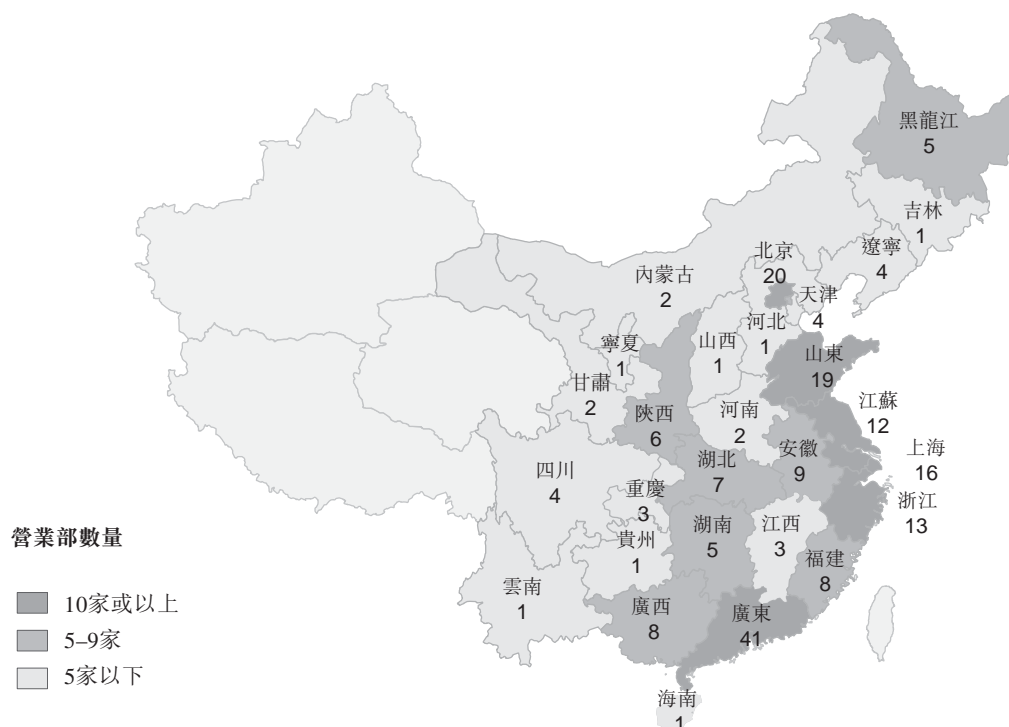 黑龍江
5
吉林
1
遼寧
4
北京
20
內蒙古
2
天津
4
河北
1
山西
1
寧夏
1
山東
19
甘肅
2
江蘇
12
河南
2
陝西
6
安徽
9
上海
16
湖北
7
四川
4
浙江
13
重慶
3
湖南
5
江西
3
貴州
1
福建
8
雲南
1
廣西
8
廣東
41
海南
1
營業部數量
10家或以上
5–9家
5家以下